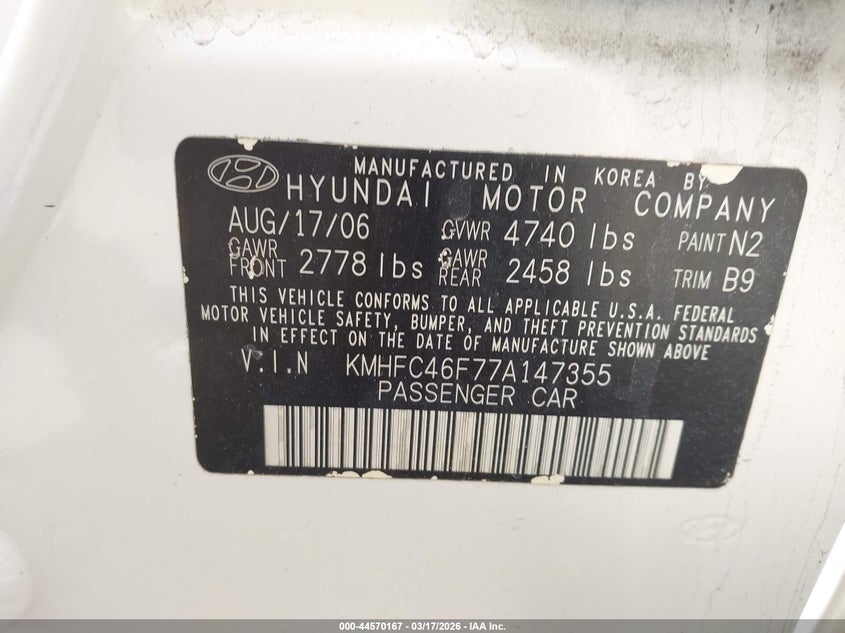 MANUFACTURED IN KOREA BY
HYUNDAI MOTOR COMPANY
AUG/17/06 GVWR 4740 lbs PAINT N2
GAWR FRONT 2778 lbs GAWR REAR 2458 lbs TRIM B9
THIS VEHICLE CONFORMS TO ALL APPLICABLE U.S.A. FEDERAL
MOTOR VEHICLE SAFETY, BUMPER, AND THEFT PREVENTION STANDARDS
IN EFFECT ON THE DATE OF MANUFACTURE SHOWN ABOVE
V.I.N KMHFC46F77A147355
PASSENGER CAR
000-44570167 - 03/17/2026 - IAA Inc.